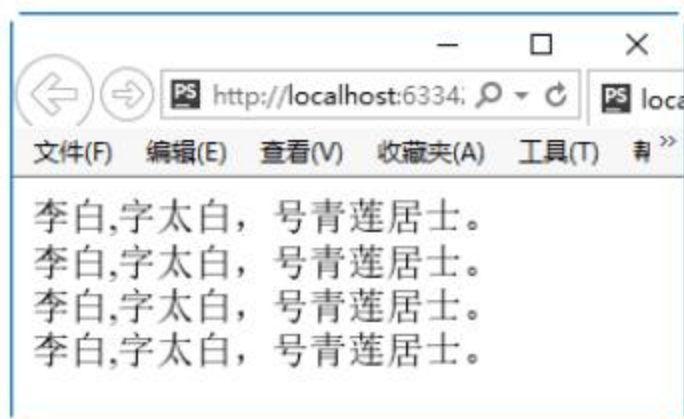 PS http://localhost:6334 PS loca
文件(F) 编辑(E) 查看(V) 收藏夹(A) 工具(T)
李白,字太白，号青莲居士。
李白,字太白，号青莲居士。
李白,字太白，号青莲居士。
李白,字太白，号青莲居士。